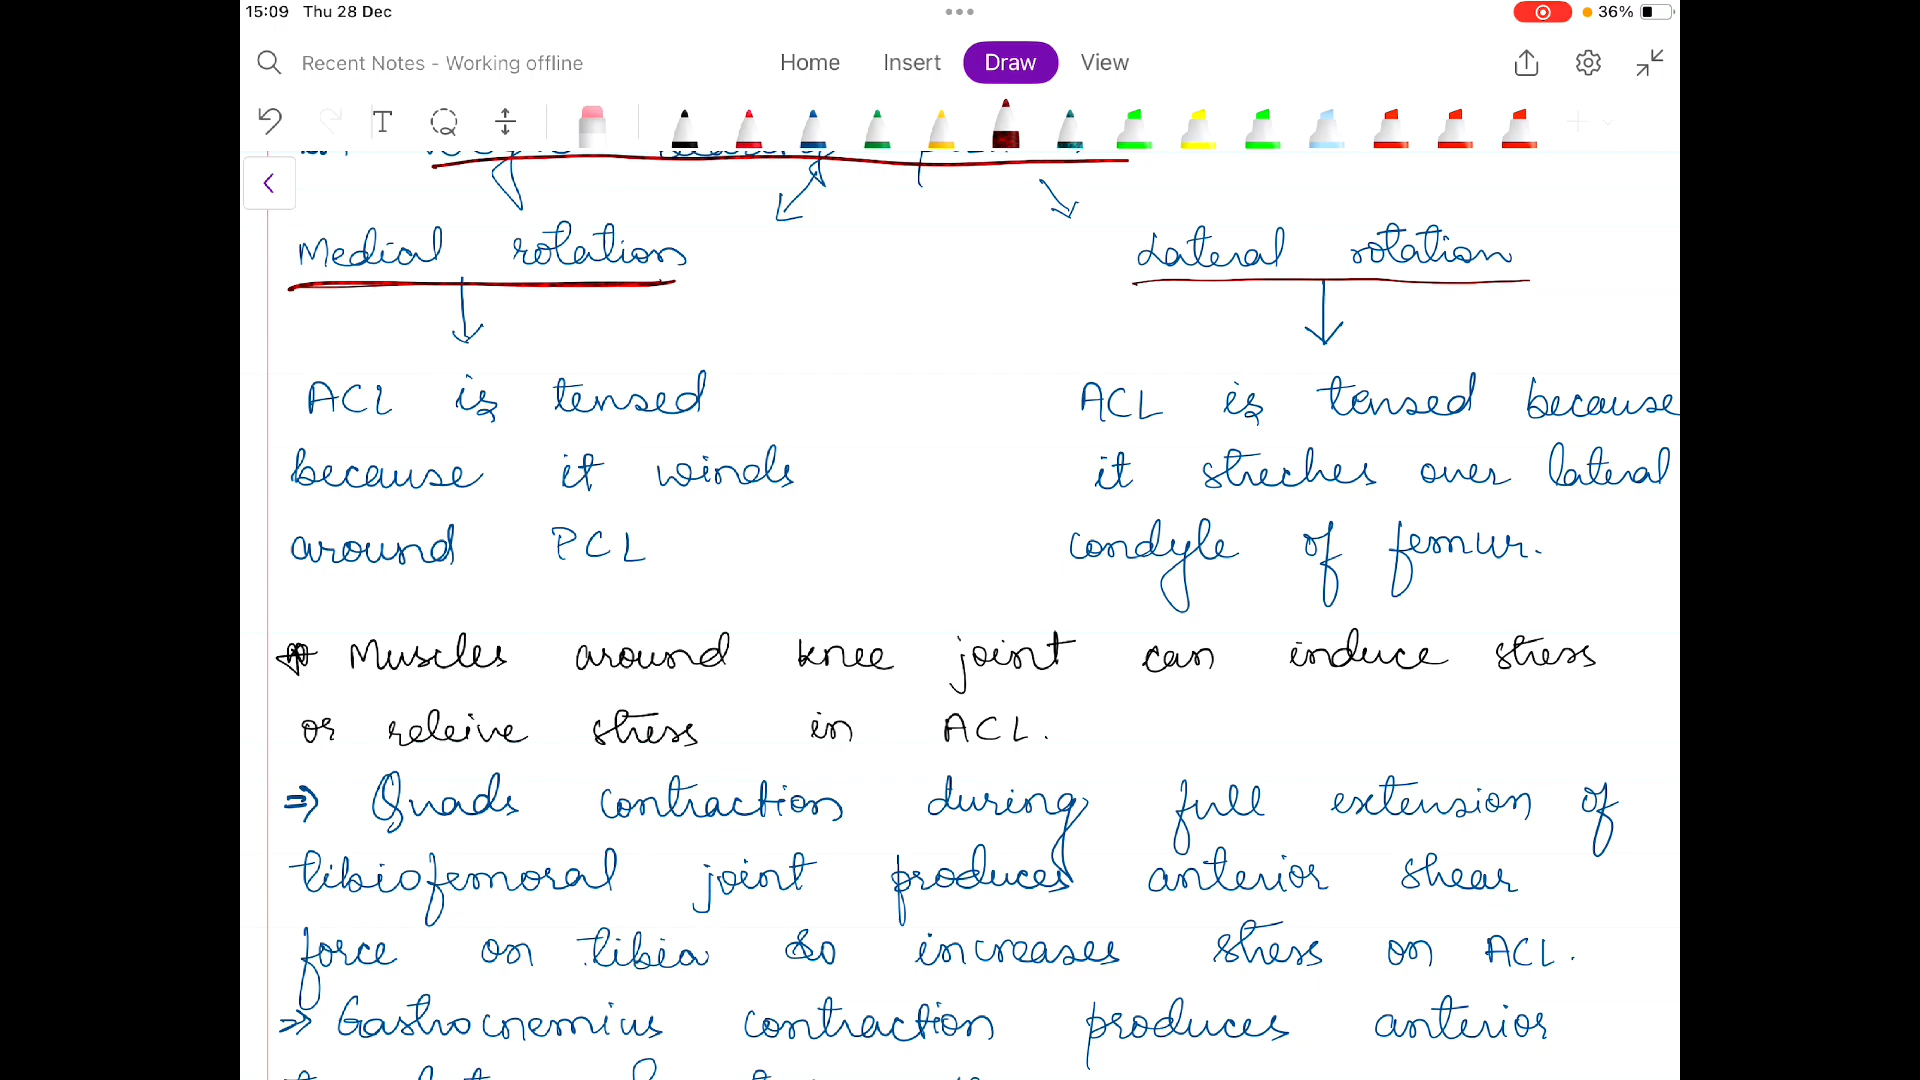 15:09 Thu 28 Dec
36%
Recent Notes - Working offline
Home Insert Draw View
T
Medial rotation
Lateral rotation
ACL is tensed
because it winds
around PCL
ACL is tensed because
it streches over lateral
condyle of femur.
Muscles around knee joint can induce stress
or releive stress in ACL.
⇒ Quads contraction during full extension of
tibiofemoral joint produces anterior shear
force on tibia so increases stress on ACL.
⇒ Gastrocnemius contraction produces anterior